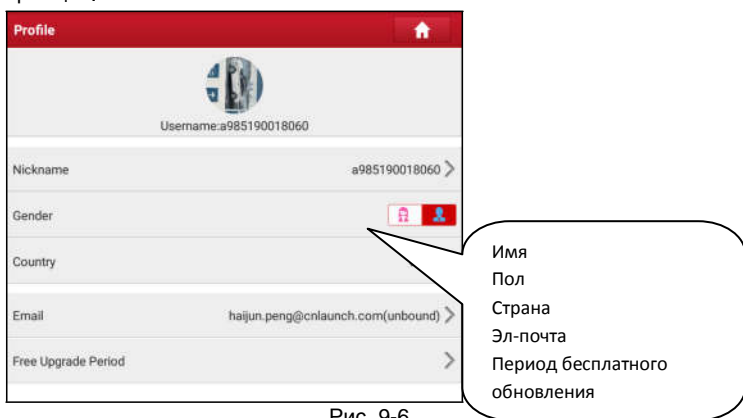 Profile
Username:a985190018060
Nickname a985190018060
Gender
Country
Email haijun.peng@cnlaunch.com(unbound)
Free Upgrade Period
Имя
Пол
Страна
Эл-почта
Период бесплатного
обновления
Рис. 9-6